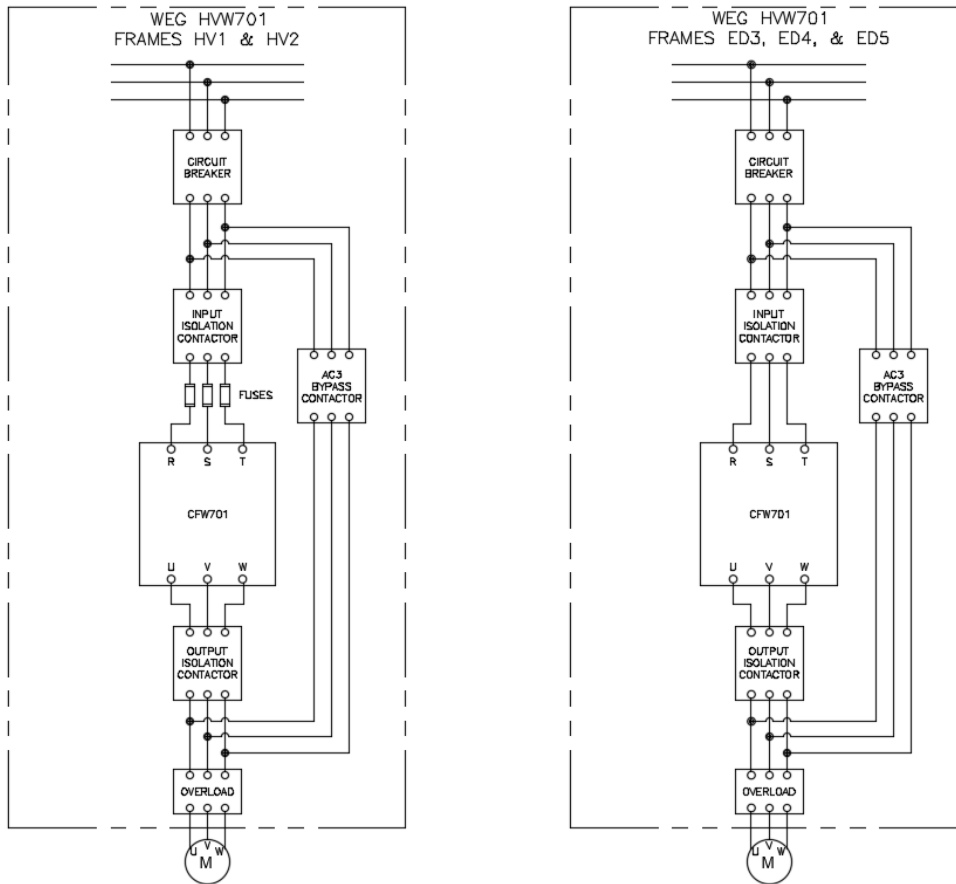 WEG HVW701
FRAMES HV1 & HV2
CIRCUIT
BREAKER
INPUT
ISOLATION
CONTACTOR
FUSES
AC3
BYPASS
CONTACTOR
R S T
CFW701
U V W
OUTPUT
ISOLATION
CONTACTOR
OVERLOAD
U V W
M
WEG HVW701
FRAMES ED3, ED4, & ED5
CIRCUIT
BREAKER
INPUT
ISOLATION
CONTACTOR
AC3
BYPASS
CONTACTOR
R S T
CFW701
U V W
OUTPUT
ISOLATION
CONTACTOR
OVERLOAD
U V W
M